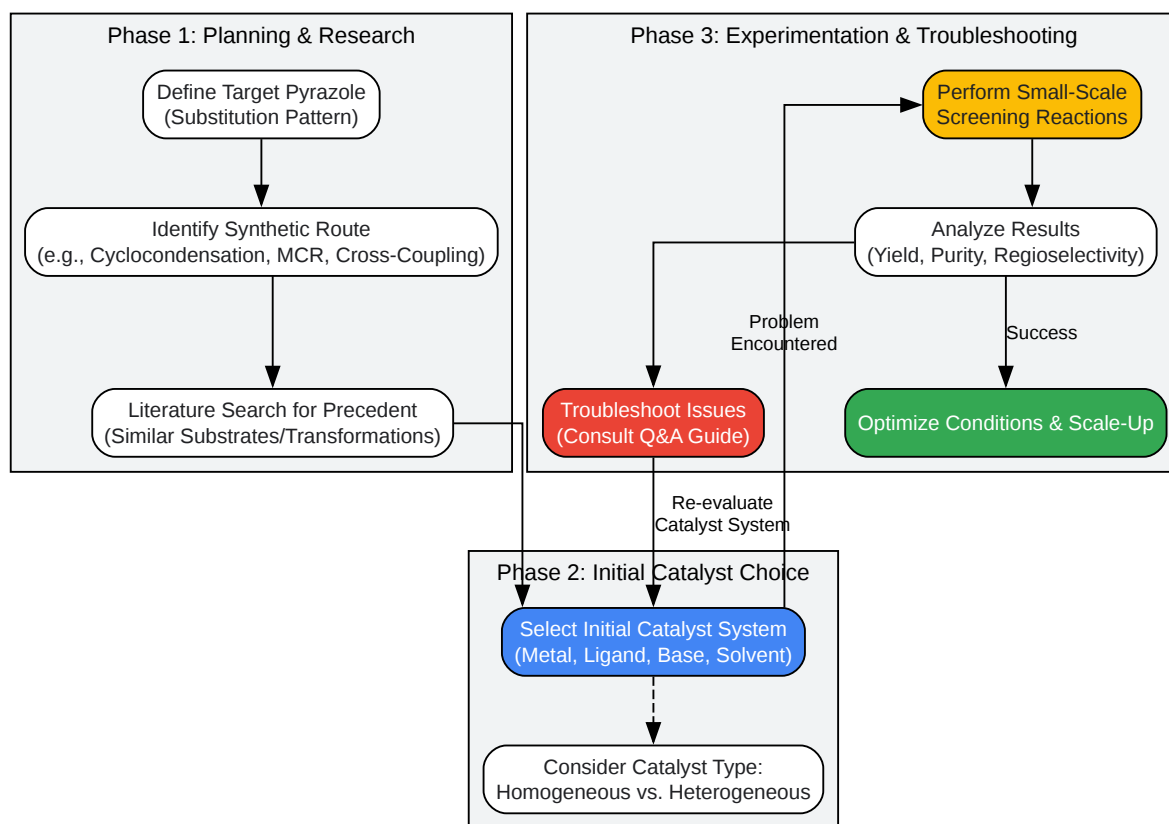 Phase 1: Planning & Research
Define Target Pyrazole
(Substitution Pattern)
Identify Synthetic Route
(e.g., Cyclocondensation, MCR, Cross-Coupling)
Literature Search for Precedent
(Similar Substrates/Transformations)
Phase 3: Experimentation & Troubleshooting
Perform Small-Scale
Screening Reactions
Analyze Results
(Yield, Purity, Regioselectivity)
Problem
Encountered
Success
Troubleshoot Issues
(Consult Q&A Guide)
Optimize Conditions & Scale-Up
Re-evaluate
Catalyst System
Phase 2: Initial Catalyst Choice
Select Initial Catalyst System
(Metal, Ligand, Base, Solvent)
Consider Catalyst Type:
Homogeneous vs. Heterogeneous